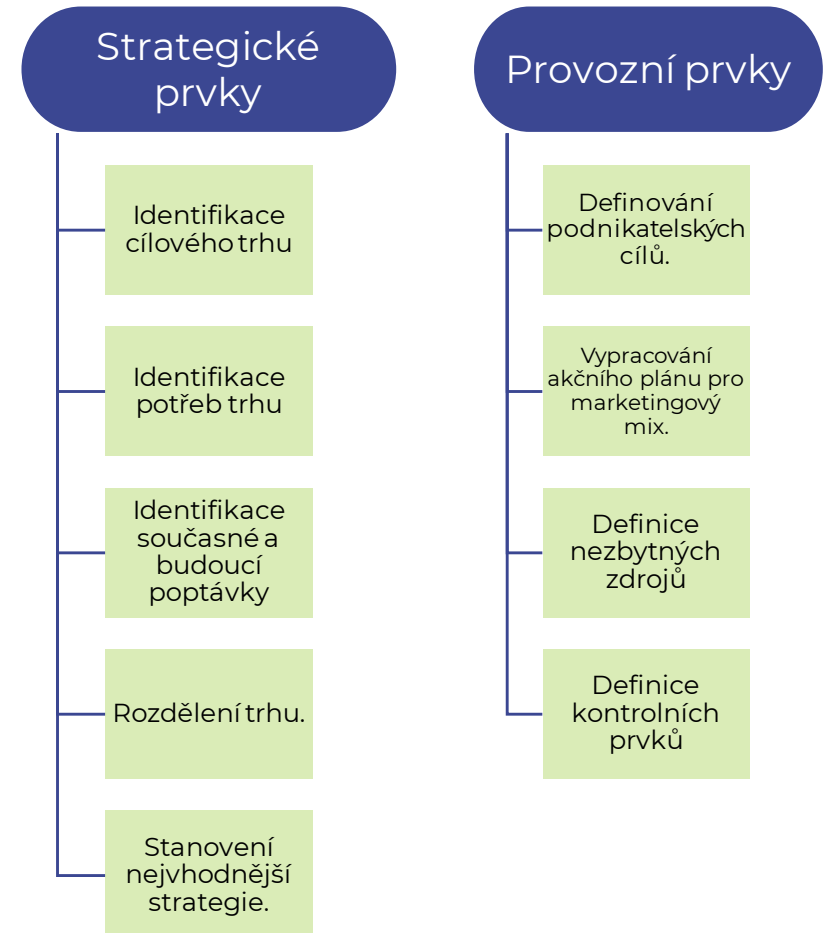 Strategické
prvky
Identifikace
cílového trhu
Identifikace
potřeb trhu
Identifikace
současné a
budoucí
poptávky
Rozdělení trhu.
Stanovení
nejvhodnější
strategie.
Provozní prvky
Definování
podnikatelských
cílů.
Vypracování
akčního plánu pro
marketingový
mix.
Definice
nezbytných
zdrojů
Definice
kontrolních
prvků